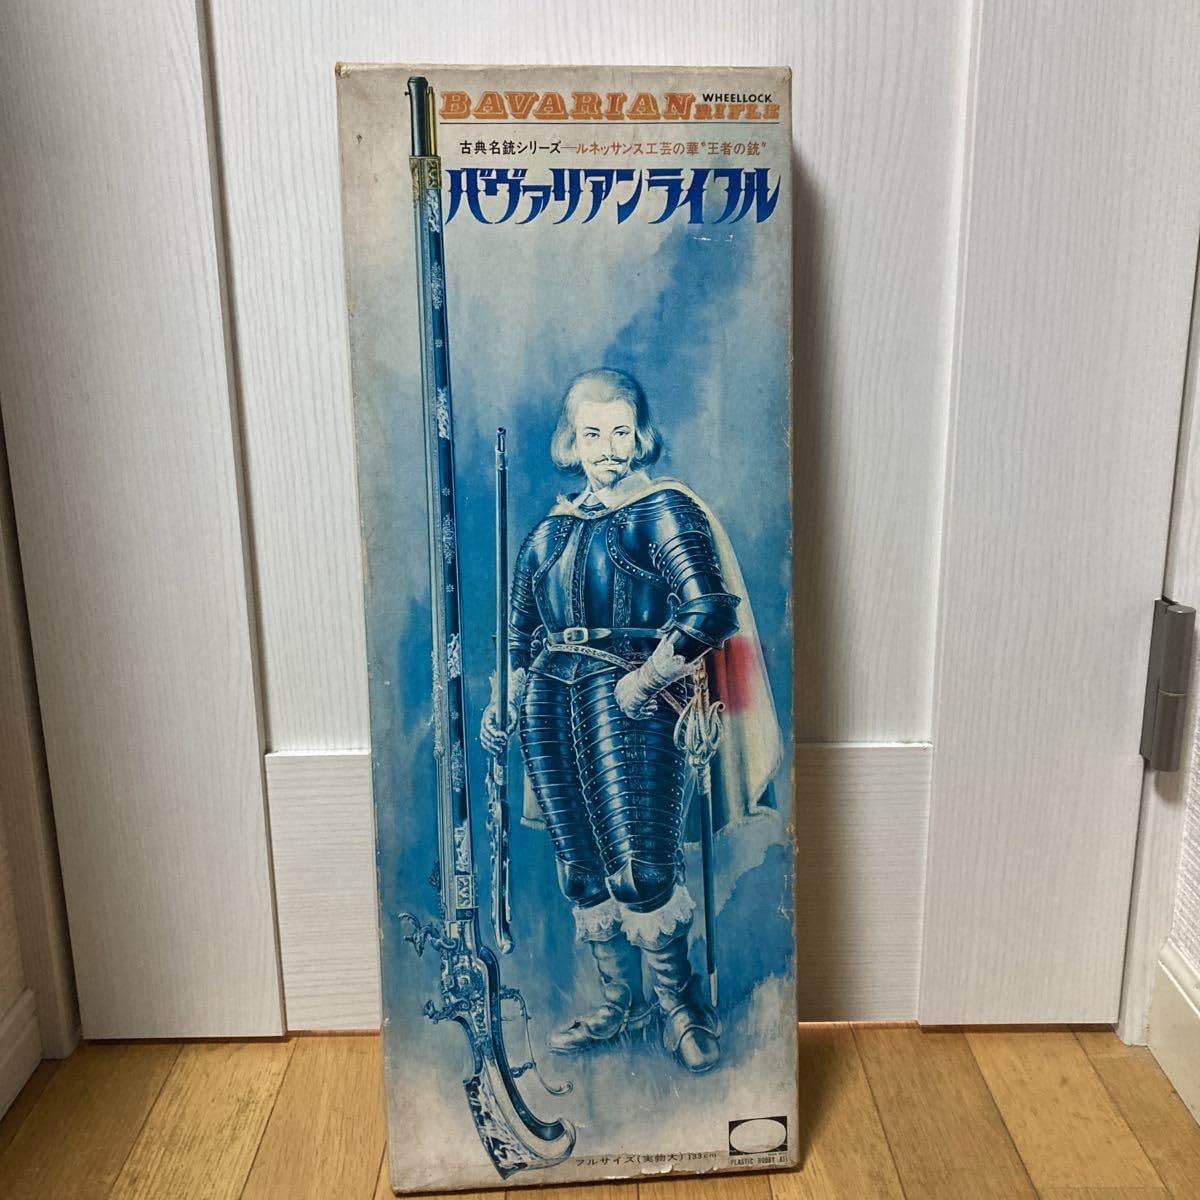 BAVARIAN WHEELLOCK RIFLE
古典名銃シリーズ—ルネッサンス工芸の華〝王者の銃〟
バヴァリアンライフル
フルサイズ(実物大)133cm
PLASTIC HOBBY KIT